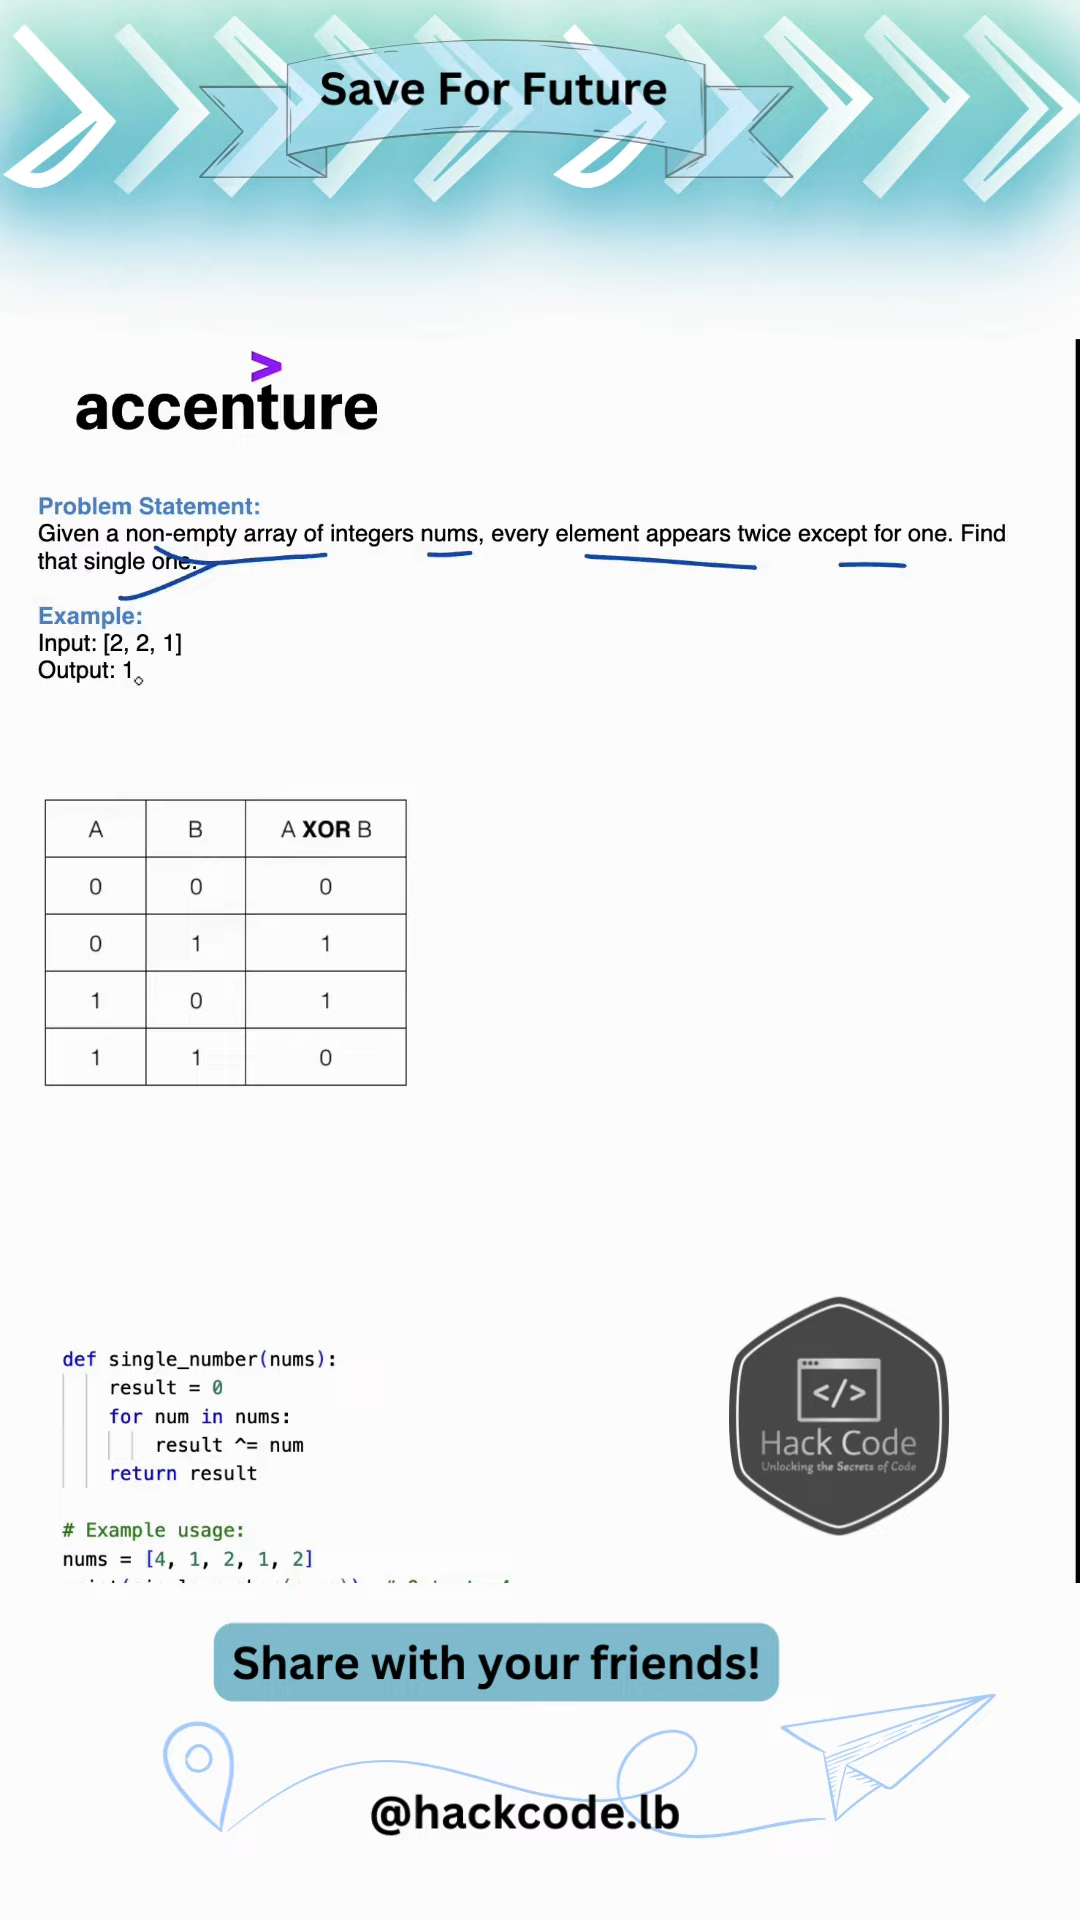 Save For Future
>
accenture
Problem Statement:
Given a non-empty array of integers nums, every element appears twice except for one. Find
that single one.
Example:
Input: [2, 2, 1]
Output: 1
A B A XOR B
0 0 0
0 1 1
1 0 1
1 1 0
def single_number(nums):
result = 0
for num in nums:
result ^= num
return result
# Example usage:
nums = [4, 1, 2, 1, 2]
</>
Hack Code
Unlocking the Secrets of Code
Share with your friends!
@hackcode.lb